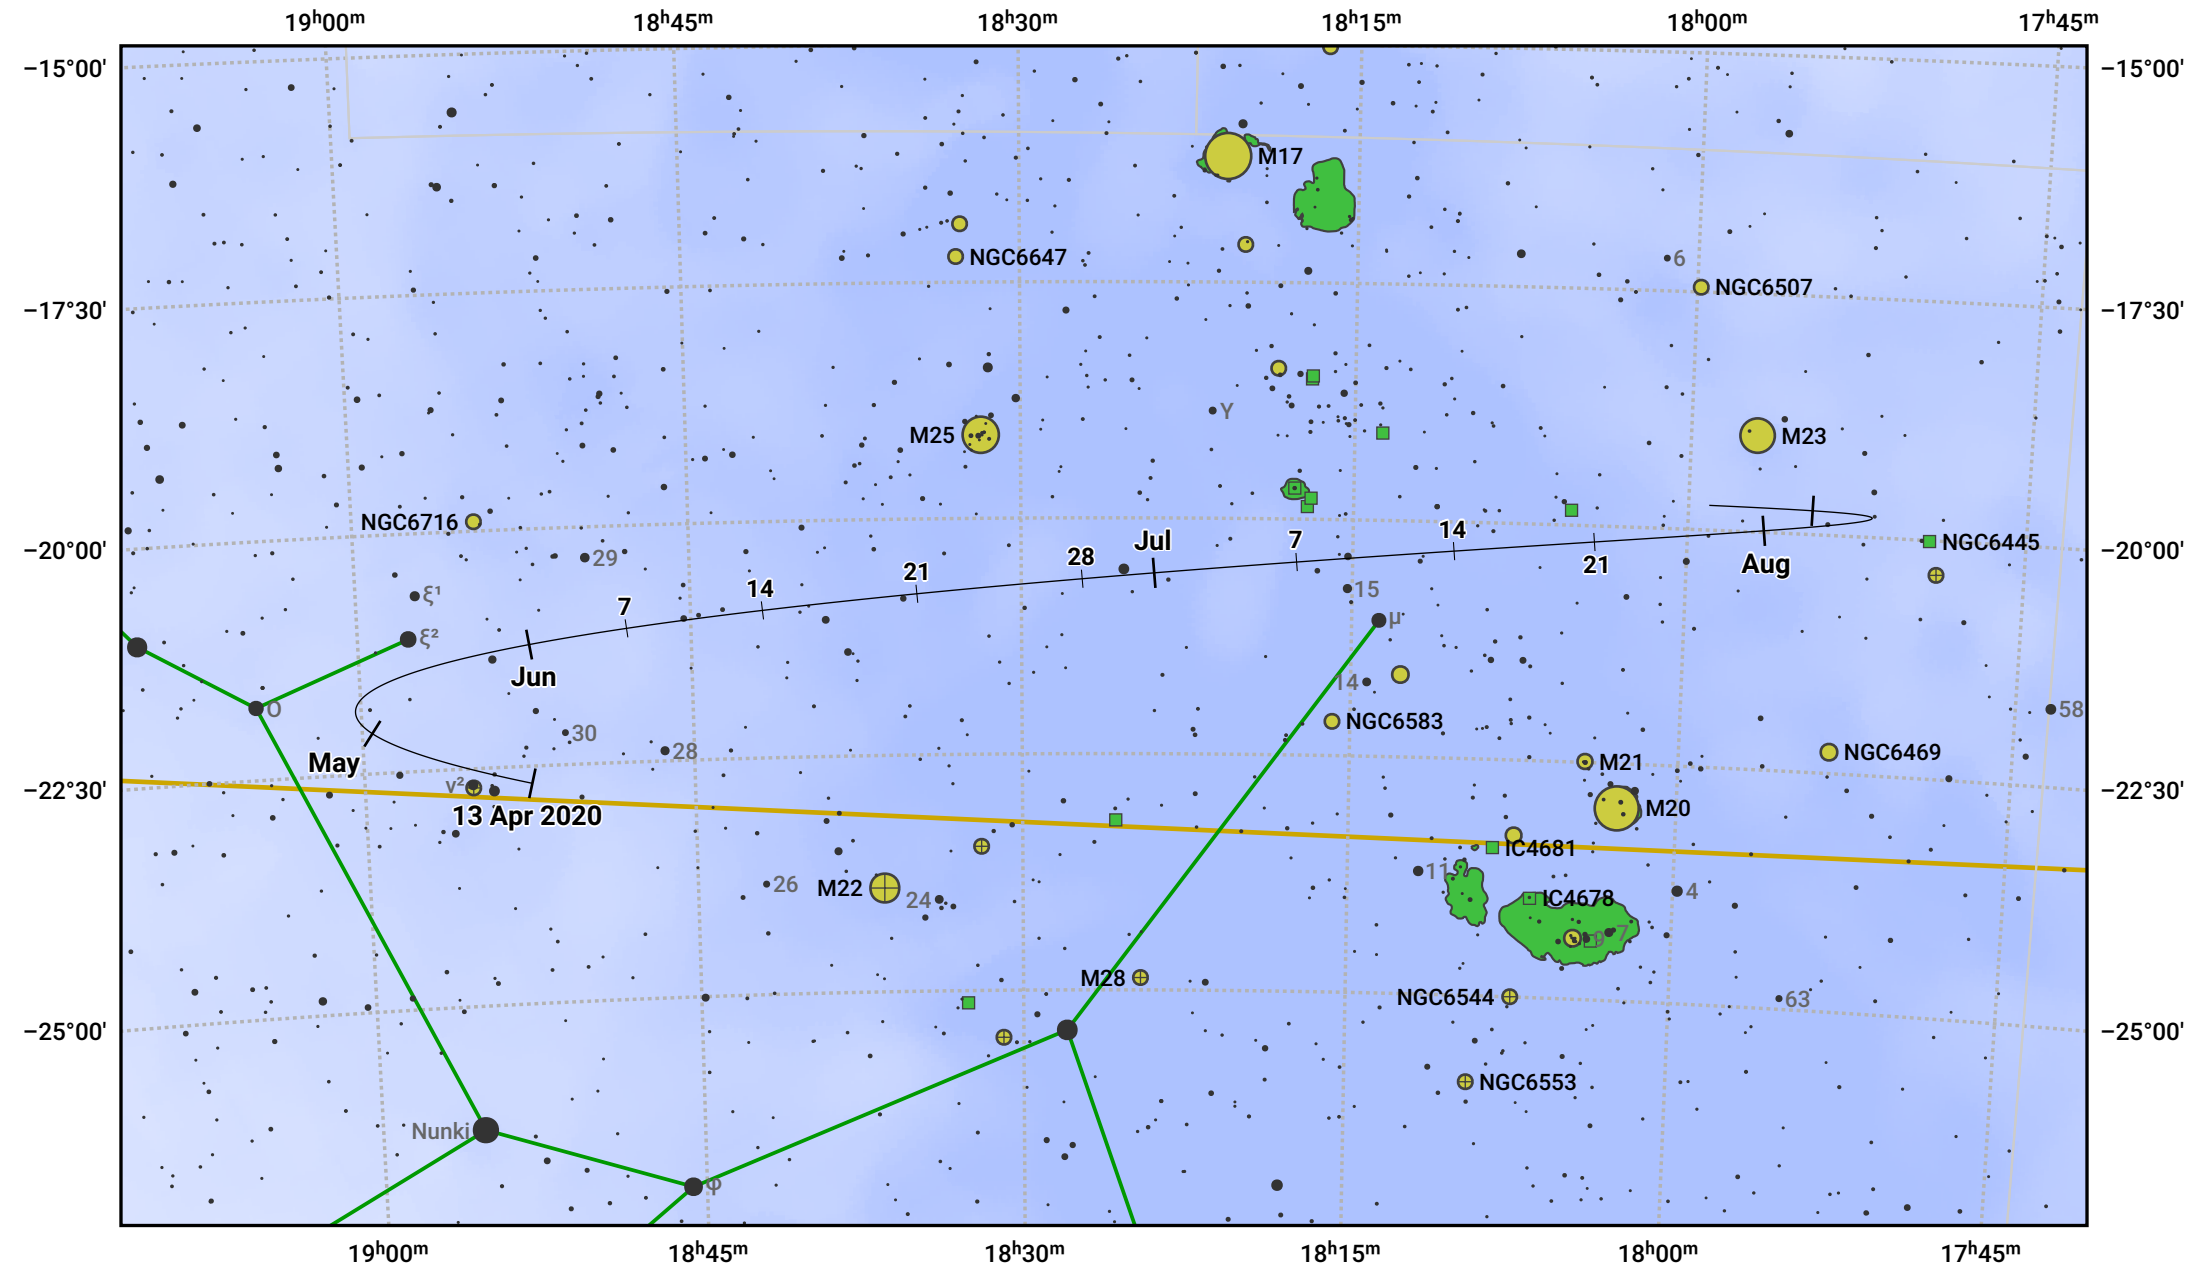 19ʰ00ᵐ 18ʰ45ᵐ 18ʰ30ᵐ 18ʰ15ᵐ 18ʰ00ᵐ 17ʰ45ᵐ
−15°00' −15°00'
M17
NGC6647 6 NGC6507
−17°30' −17°30'
Y
M25 M23
NGC6716
14 Jul 7
−20°00' 29 28 21 Aug NGC6445 −20°00'
21
14 15
ξ¹ 7
μ
ξ²
Jun
14
ο 58
NGC6583
30
28 NGC6469
May M21
ν²
−22°30' −22°30'
13 Apr 2020 M20
IC4681
11
26 M22 4
24 IC4678
9 7
M28
NGC6544 63
−25°00' −25°00'
NGC6553
Nunki
φ
19ʰ00ᵐ 18ʰ45ᵐ 18ʰ30ᵐ 18ʰ15ᵐ 18ʰ00ᵐ 17ʰ45ᵐ